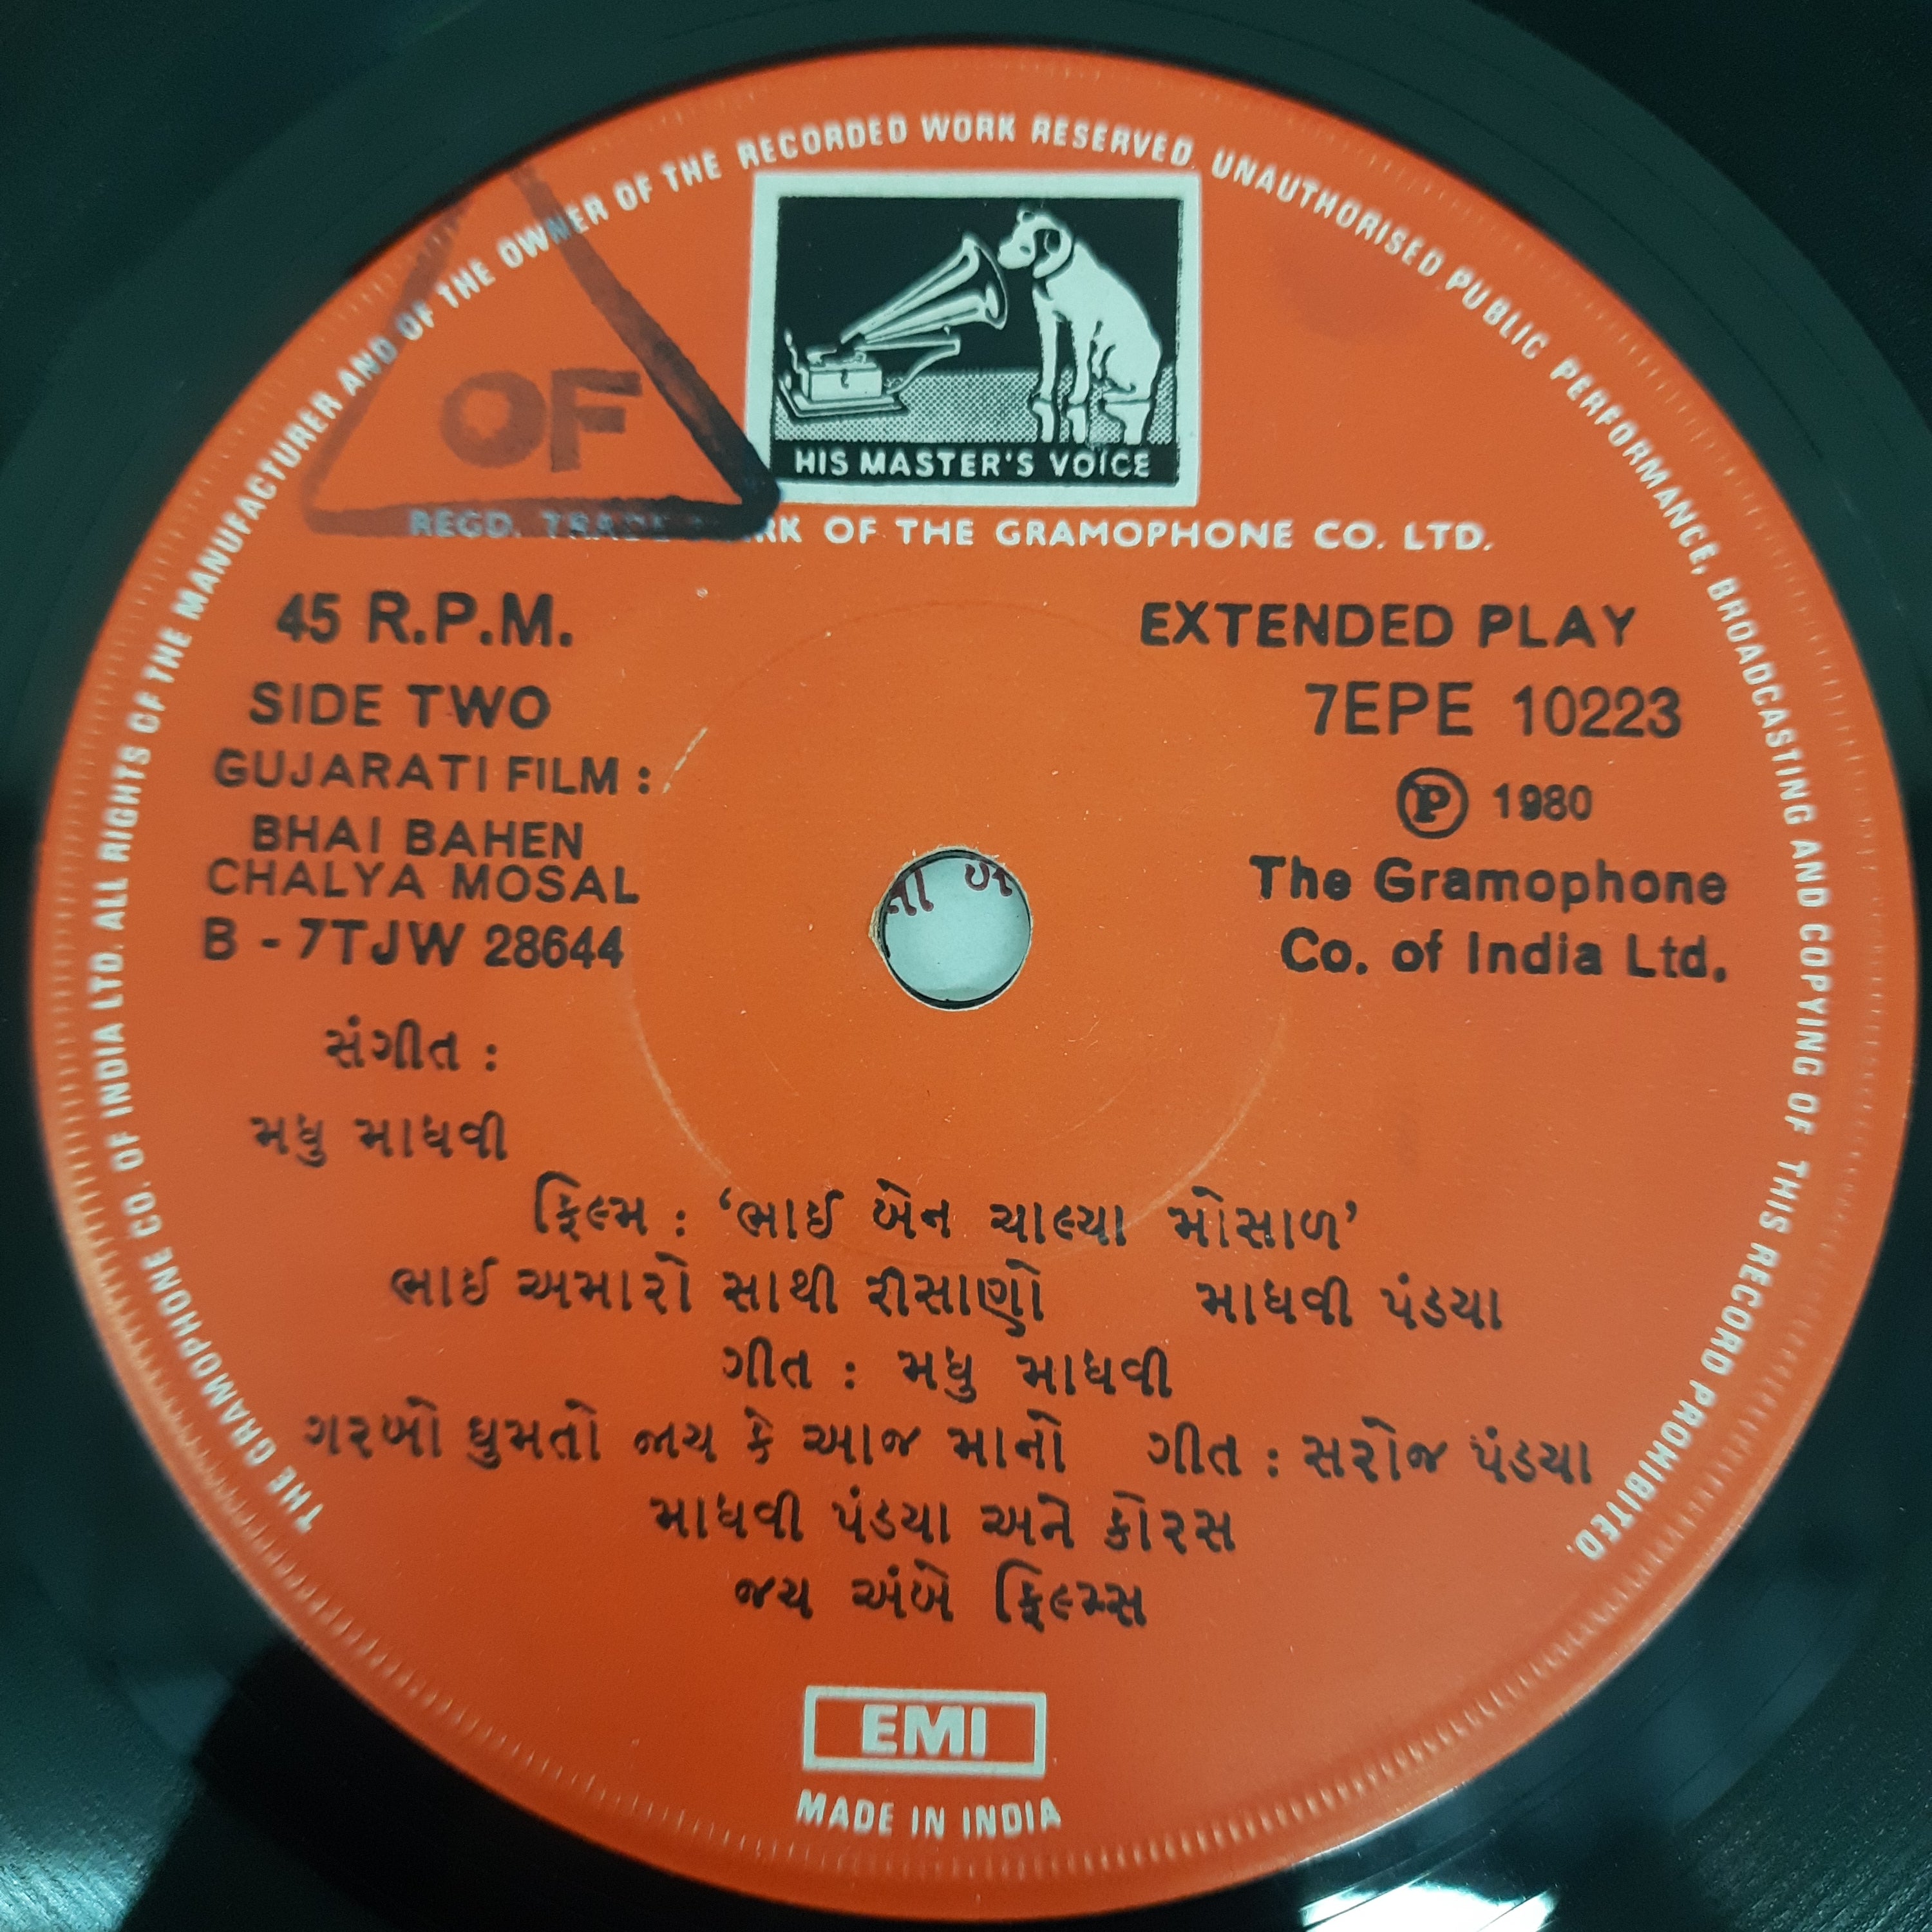 THE GRAMOPHONE CO. OF INDIA LTD. ALL RIGHTS OF THE MANUFACTURER AND OF THE OWNER OF THE RECORDED WORK RESERVED. UNAUTHORISED PUBLIC PERFORMANCE, BROADCASTING AND COPYING OF THIS RECORD PROHIBITED.
OF
HIS MASTER'S VOICE
REGD. TRADE MARK OF THE GRAMOPHONE CO. LTD.
45 R.P.M.
EXTENDED PLAY
SIDE TWO
7EPE 10223
GUJARATI FILM :
℗ 1980
BHAI BAHEN
CHALYA MOSAL
The Gramophone
B - 7TJW 28644
Co. of India Ltd.
સંગીત :
મધુ માધવી
ફિલ્મ : ‘ભાઈ બેન ચાલ્યા મોસાળ’
ભાઈ અમારો સાથી રીસાણો માધવી પંડયા
ગીત : મધુ માધવી
ગરબો ઘુમતો જાય કે આજ માનો ગીત : સરોજ પંડયા
માધવી પંડયા અને કોરસ
જય અંબે ફિલ્મ્સ
EMI
MADE IN INDIA